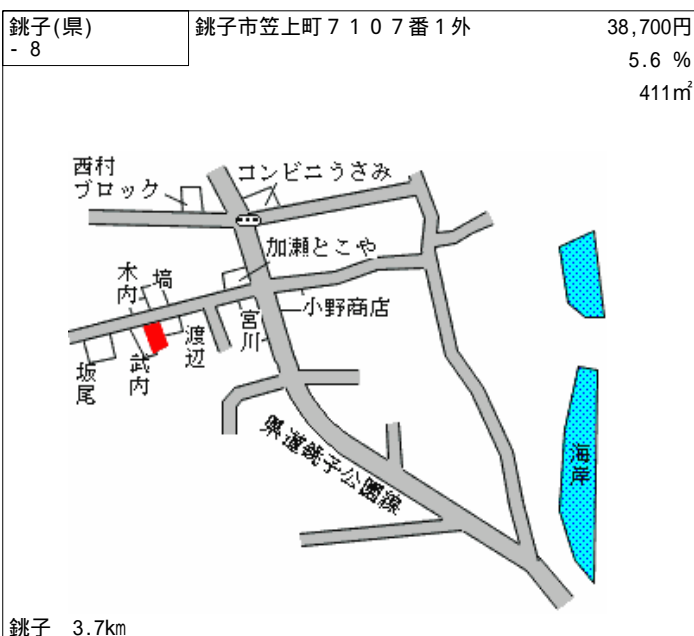 銚子(県)
- 8
銚子市笠上町７１０７番１外
38,700円
5.6 %
411㎡
西村
ブロック
コンビニうさみ
加瀬とこや
木内
塙
小野商店
宮川
渡辺
武内
坂尾
県道銚子公園線
海岸
銚子 3.7km